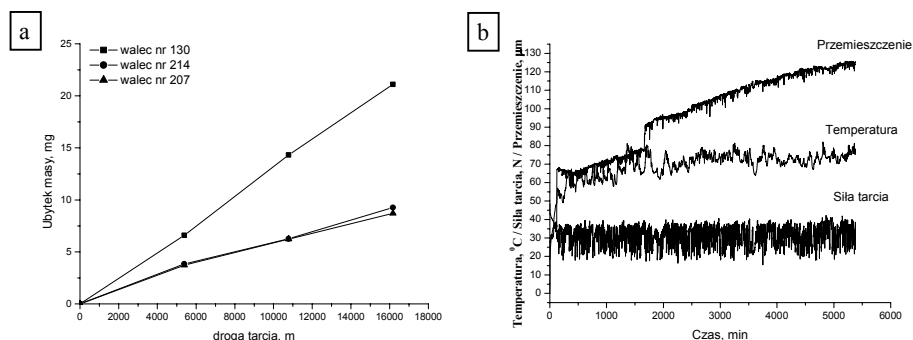 a
25
20
15
10
5
0
walec nr 130
walec nr 214
walec nr 207
Ubytek masy, mg
0 2000 4000 6000 8000 10000 12000 14000 16000 18000
droga tarcia, m
b
130
120
110
100
90
80
70
60
50
40
30
20
10
0
Temperatura, ⁰C / Siła tarcia, N / Przemieszczenie, µm
Przemieszczenie
Temperatura
Siła tarcia
0 1000 2000 3000 4000 5000 6000
Czas, min